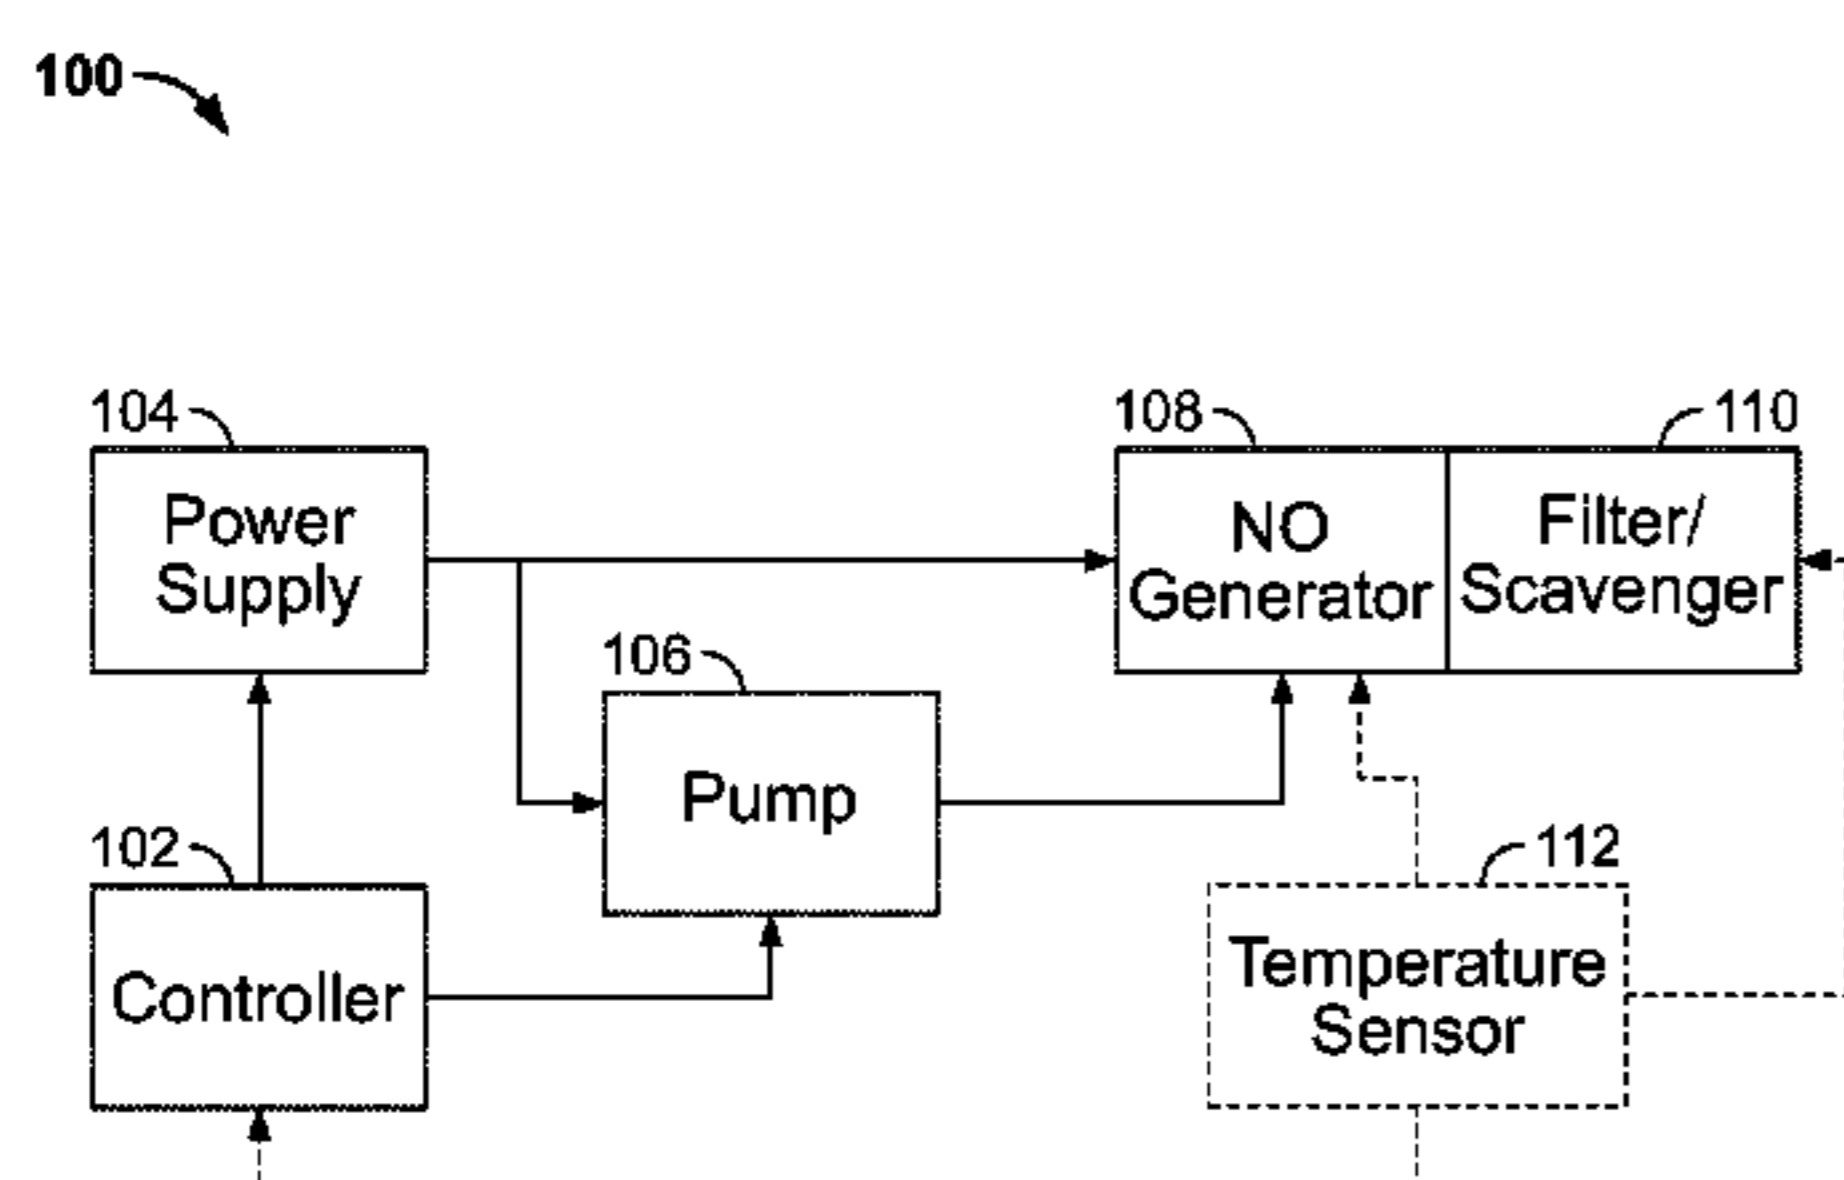 100
104
Power
Supply
108
NO
Generator
110
Filter/
Scavenger
106
Pump
102
Controller
112
Temperature
Sensor